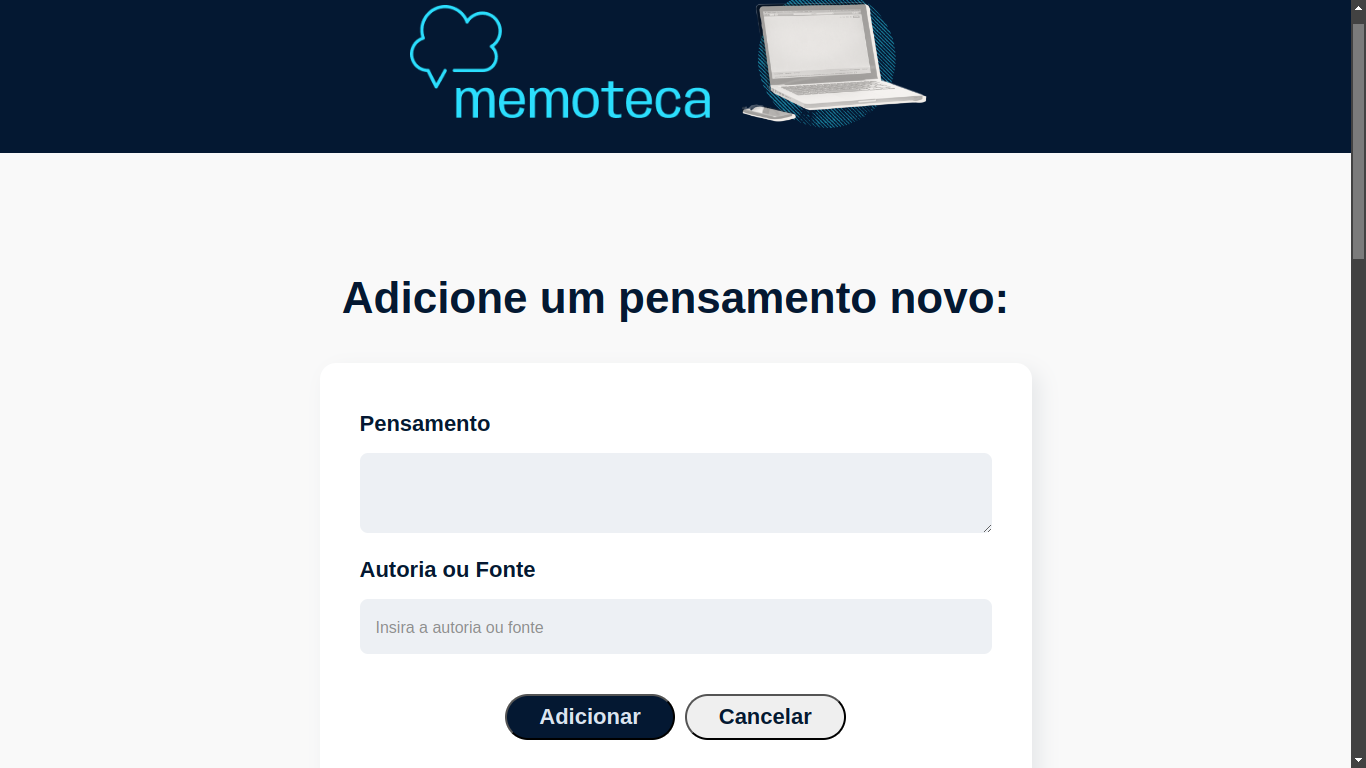 memoteca
Adicione um pensamento novo:
Pensamento
Autoria ou Fonte
Insira a autoria ou fonte
Adicionar
Cancelar